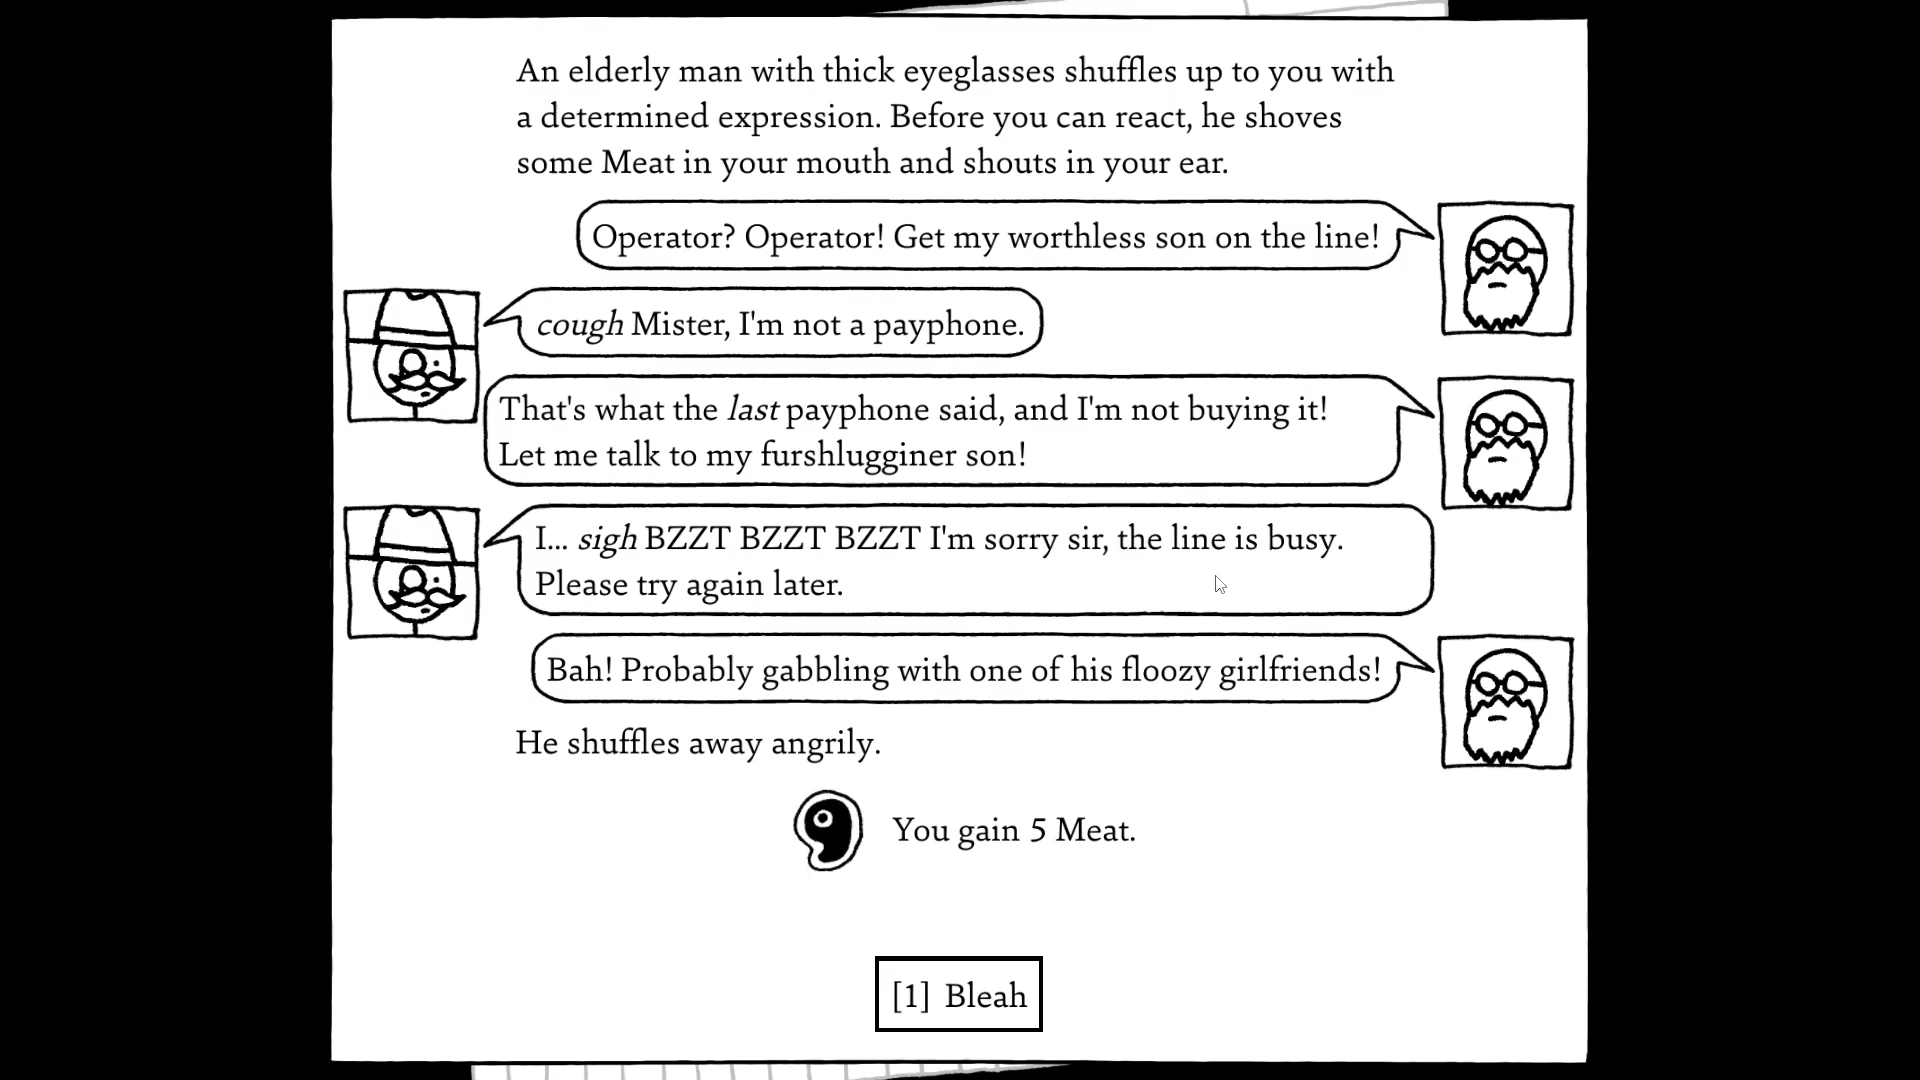 An elderly man with thick eyeglasses shuffles up to you with
a determined expression. Before you can react, he shoves
some Meat in your mouth and shouts in your ear.
Operator? Operator! Get my worthless son on the line!
cough Mister, I'm not a payphone.
That's what the last payphone said, and I'm not buying it!
Let me talk to my furshlugginer son!
I... sigh BZZT BZZT BZZT I'm sorry sir, the line is busy.
Please try again later.
Bah! Probably gabbling with one of his floozy girlfriends!
He shuffles away angrily.
You gain 5 Meat.
[1] Bleah